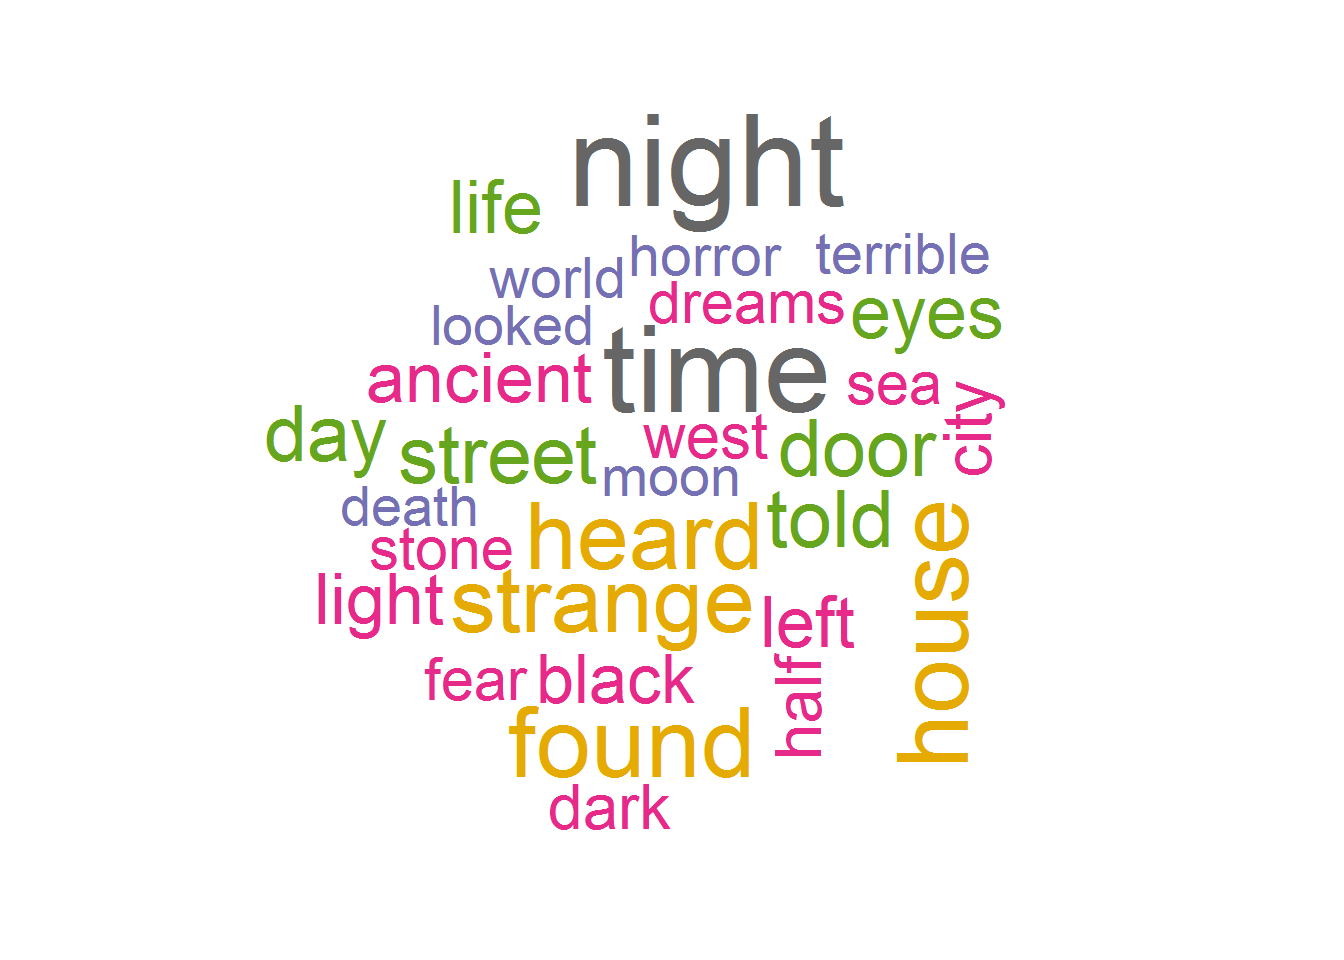 night
life
horror
terrible
world
dreams
eyes
looked
time
ancient
sea
city
day
street
west
door
moon
death
heard
told
stone
house
light
strange
left
fear
black
half
found
dark